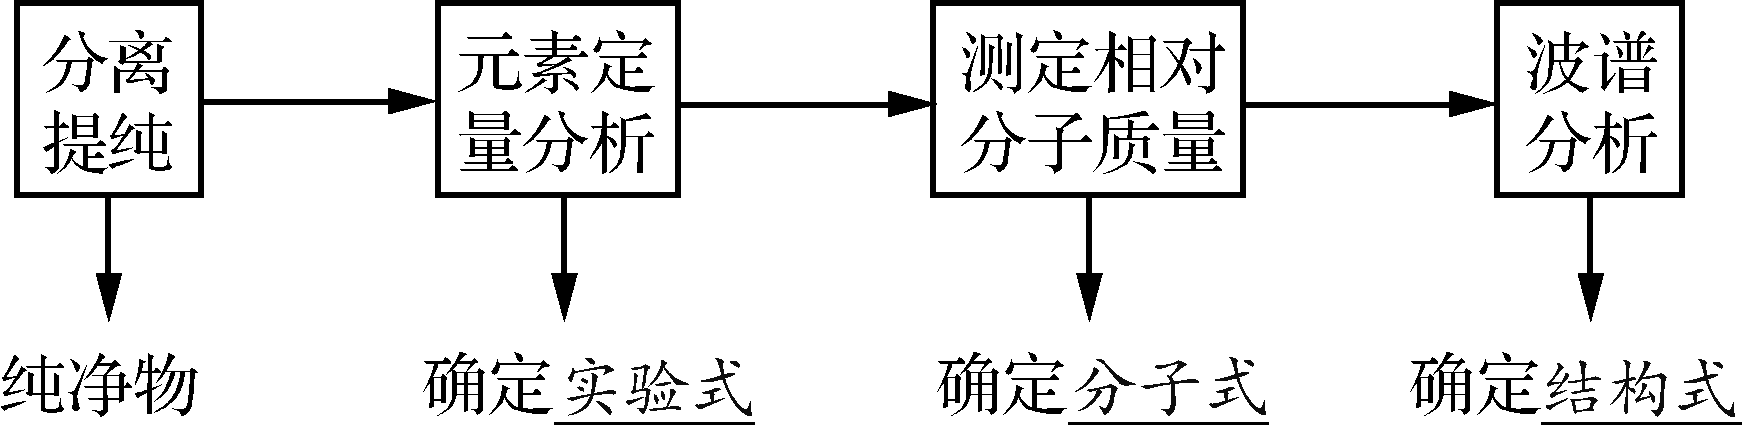 分离
提纯
元素定
量分析
测定相对
分子质量
波谱
分析
纯净物
确定实验式
确定分子式
确定结构式